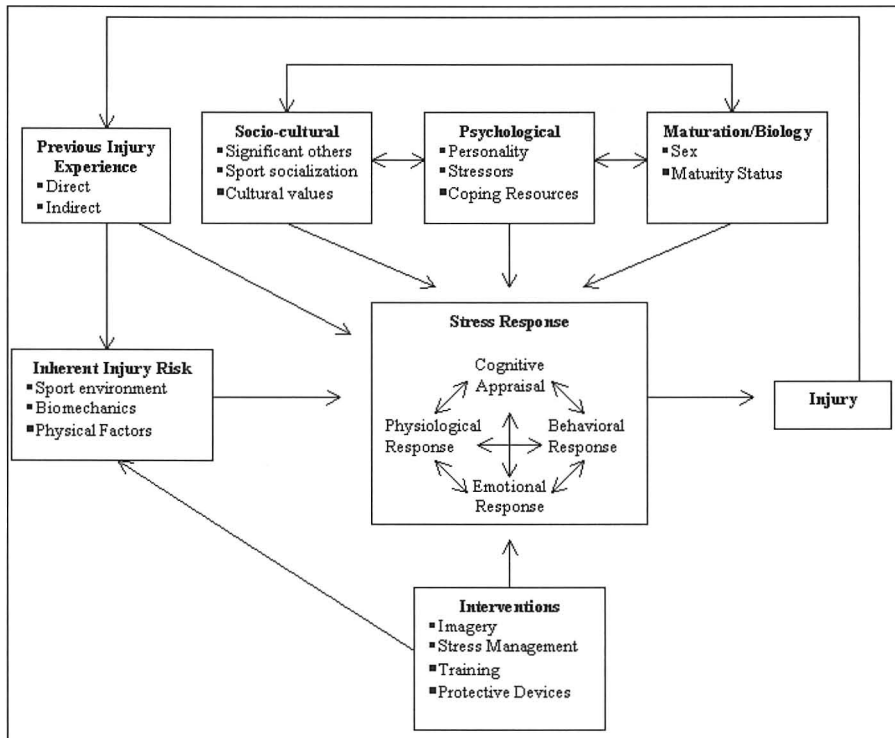 Previous Injury
Experience
▪ Direct
▪ Indirect
Socio-cultural
▪ Significant others
▪ Sport socialization
▪ Cultural values
Psychological
▪ Personality
▪ Stressors
▪ Coping Resources
Maturation/Biology
▪ Sex
▪ Maturity Status
Inherent Injury Risk
▪ Sport environment
▪ Biomechanics
▪ Physical Factors
Stress Response
Cognitive
Appraisal
Physiological
Response
Behavioral
Response
Emotional
Response
Injury
Interventions
▪ Imagery
▪ Stress Management
▪ Training
▪ Protective Devices